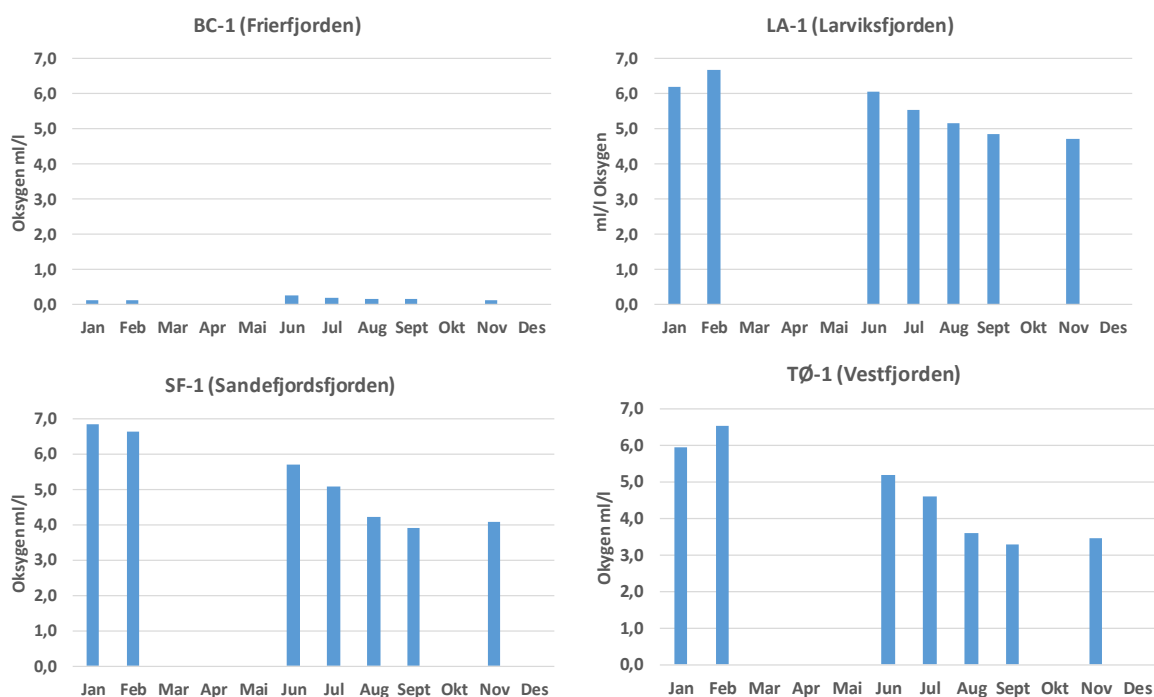 BC-1 (Frierfjorden)
Oksygen ml/l
7,0
6,0
5,0
4,0
3,0
2,0
1,0
0,0
Jan Feb Mar Apr Mai Jun Jul Aug Sept Okt Nov Des
LA-1 (Larviksfjorden)
ml/l Oksygen
7,0
6,0
5,0
4,0
3,0
2,0
1,0
0,0
Jan Feb Mar Apr Mai Jun Jul Aug Sept Okt Nov Des
SF-1 (Sandefjordsfjorden)
Oksygen ml/l
7,0
6,0
5,0
4,0
3,0
2,0
1,0
0,0
Jan Feb Mar Apr Mai Jun Jul Aug Sept Okt Nov Des
TØ-1 (Vestfjorden)
Okygen ml/l
7,0
6,0
5,0
4,0
3,0
2,0
1,0
0,0
Jan Feb Mar Apr Mai Jun Jul Aug Sept Okt Nov Des